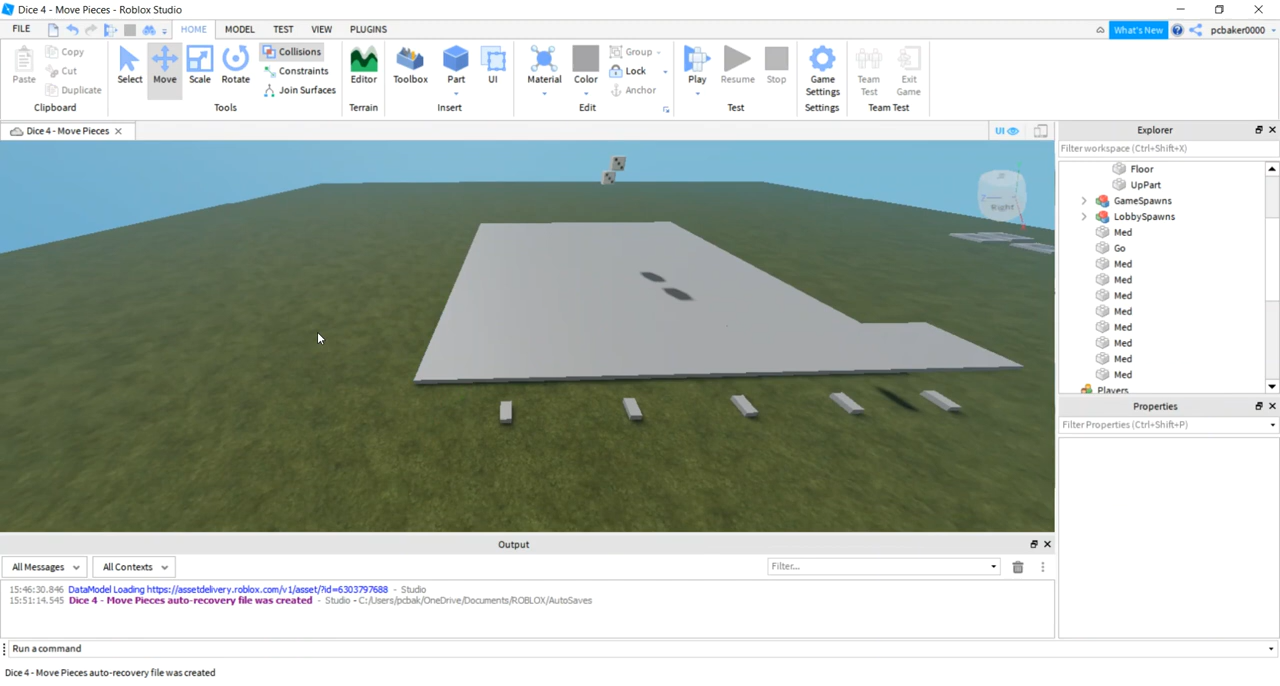 Dice 4 - Move Pieces - Roblox Studio
FILE HOME MODEL TEST VIEW PLUGINS What's New pcbaker0000
Paste Copy Cut Duplicate Clipboard
Select Move Scale Rotate Collisions Constraints Join Surfaces Tools
Editor Terrain
Toolbox Part UI Insert
Material Color Group Lock Anchor Edit
Play Resume Stop Test
Game Settings Settings
Team Test Exit Game Team Test
Dice 4 - Move Pieces UI
Right
Explorer
Filter workspace (Ctrl+Shift+X)
Floor
UpPart
GameSpawns
LobbySpawns
Med
Go
Med
Med
Med
Med
Med
Med
Med
Med
Players
Properties
Filter Properties (Ctrl+Shift+P)
Output
All Messages All Contexts Filter...
15:46:30.846 DataModel Loading https://assetdelivery.roblox.com/v1/asset/?id=6303797688 - Studio
15:51:14.545 Dice 4 - Move Pieces auto-recovery file was created - Studio - C:/Users/pcbak/OneDrive/Documents/ROBLOX/AutoSaves
Run a command
Dice 4 - Move Pieces auto-recovery file was created